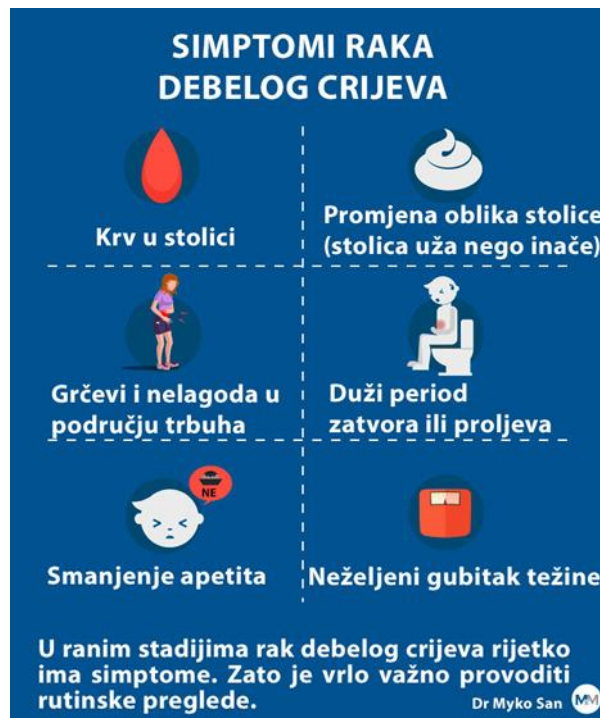 SIMPTOMI RAKA
DEBELOG CRIJEVA
Krv u stolici
Promjena oblika stolice
(stolica uža nego inače)
Grčevi i nelagoda u
području trbuha
Duži period
zatvora ili proljeva
NE
Smanjenje apetita
Neželjeni gubitak težine
U ranim stadijima rak debelog crijeva rijetko
ima simptome. Zato je vrlo važno provoditi
rutinske preglede.
Dr Myko San
MM